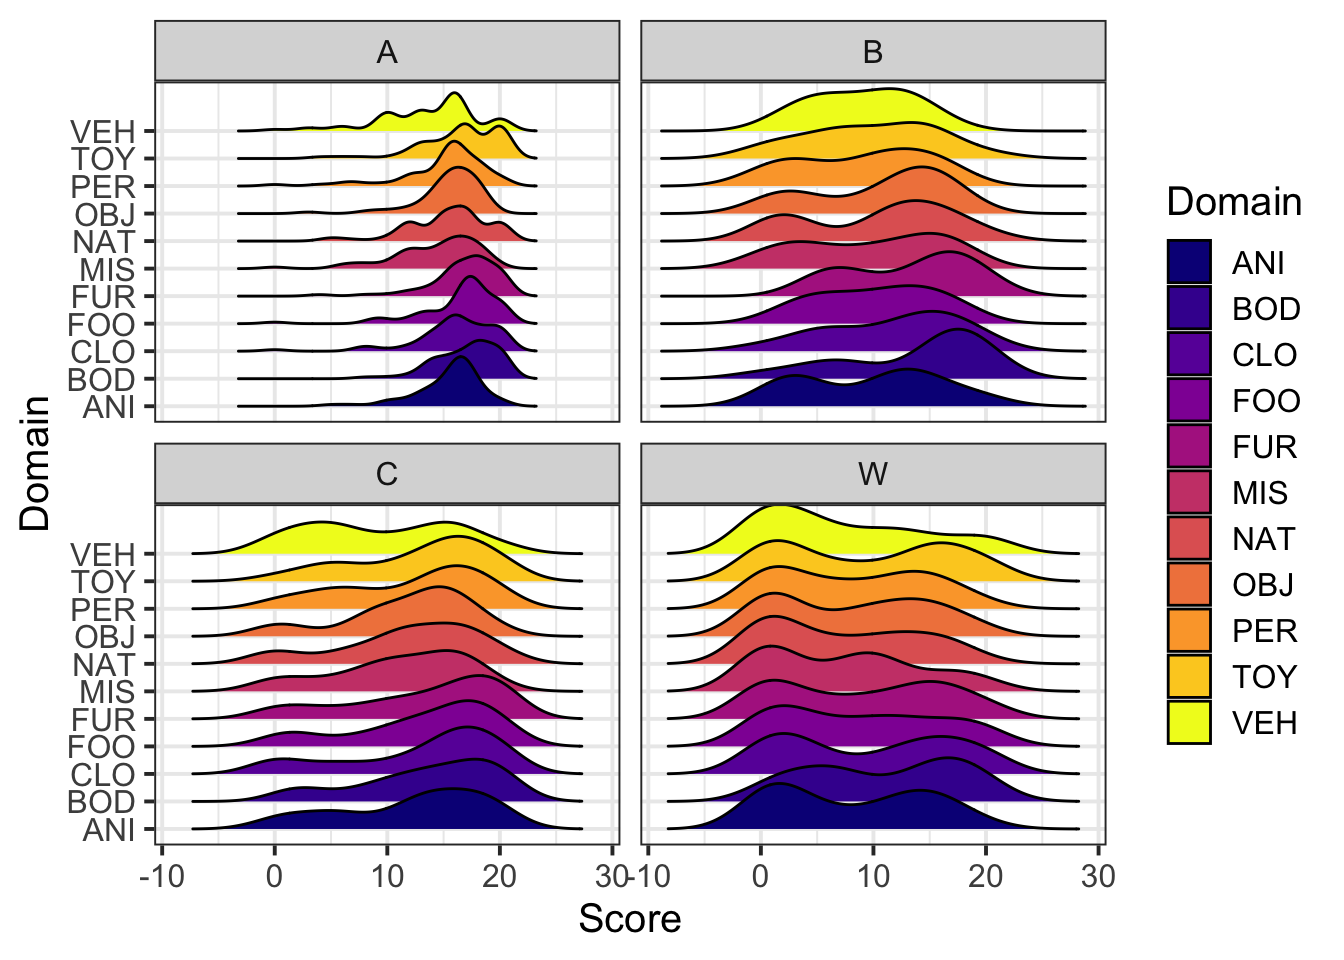 A
B
VEH
TOY
PER
OBJ
NAT
MIS
FUR
FOO
CLO
BOD
ANI
C
W
VEH
TOY
PER
OBJ
NAT
MIS
FUR
FOO
CLO
BOD
ANI
-10 0 10 20 30
-10 0 10 20 30
Score
Domain
Domain
ANI
BOD
CLO
FOO
FUR
MIS
NAT
OBJ
PER
TOY
VEH